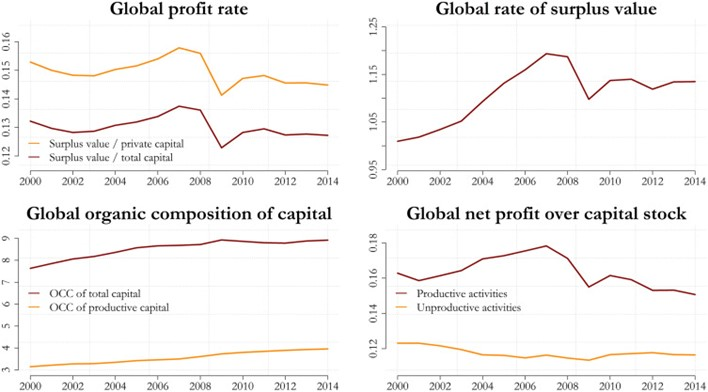 Global profit rate
0.16
0.15
0.14
0.13
0.12
Surplus value / private capital
Surplus value / total capital
2000 2002 2004 2006 2008 2010 2012 2014
Global rate of surplus value
1.25
1.15
1.05
0.95
2000 2002 2004 2006 2008 2010 2012 2014
Global organic composition of capital
9
8
7
6
5
4
3
OCC of total capital
OCC of productive capital
2000 2002 2004 2006 2008 2010 2012 2014
Global net profit over capital stock
0.18
0.16
0.14
0.12
Productive activities
Unproductive activities
2000 2002 2004 2006 2008 2010 2012 2014